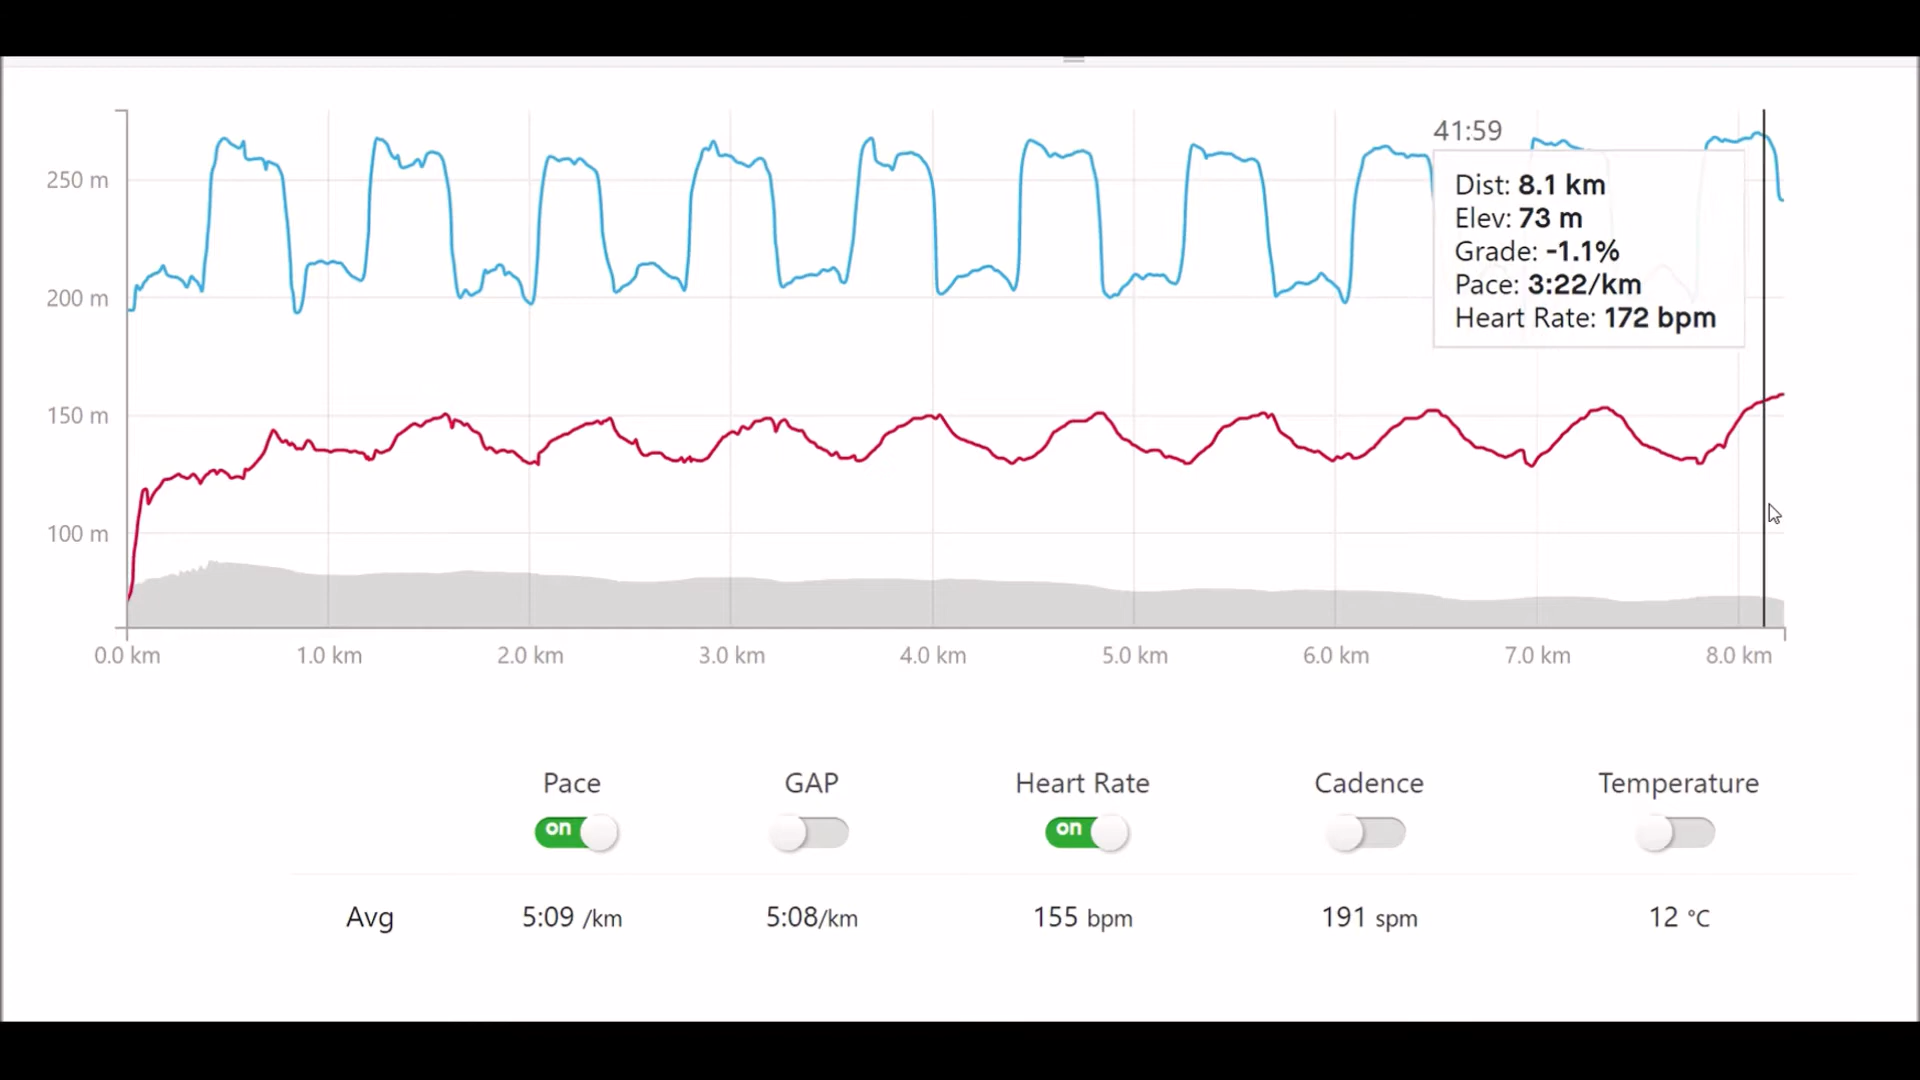 41:59
Dist: 8.1 km
Elev: 73 m
Grade: -1.1%
Pace: 3:22/km
Heart Rate: 172 bpm
250 m
200 m
150 m
100 m
0.0 km 1.0 km 2.0 km 3.0 km 4.0 km 5.0 km 6.0 km 7.0 km 8.0 km
Pace GAP Heart Rate Cadence Temperature
on on
Avg 5:09 /km 5:08/km 155 bpm 191 spm 12 °C